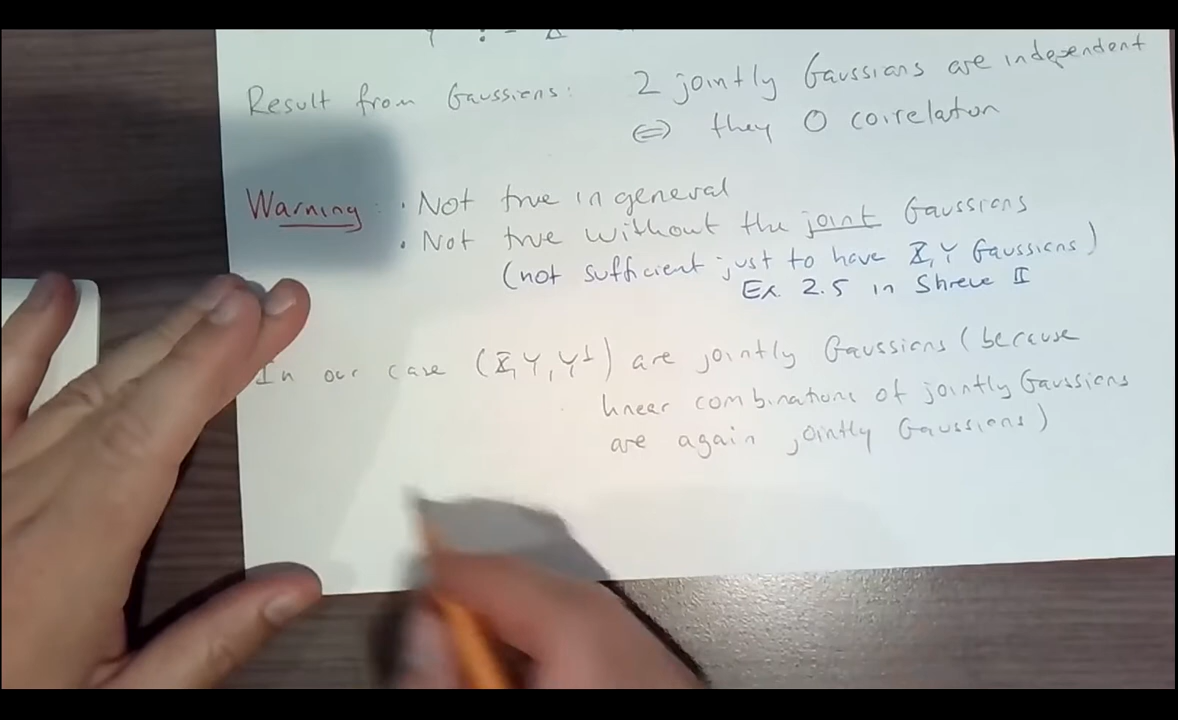 Result from Gaussians: 2 jointly Gaussians are independent
⇔ they 0 correlation
Warning: • Not true in general
• Not true without the joint Gaussians
(not sufficient just to have X, Y Gaussians)
Ex. 2.5 in Shreve II
In our case (X, Y, Y⊥) are jointly Gaussians (because
linear combinations of jointly Gaussians
are again jointly Gaussians)